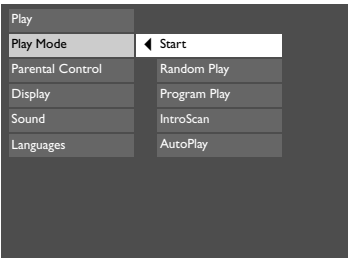 Play
Play Mode
Start
Parental Control
Random Play
Display
Program Play
Sound
IntroScan
Languages
AutoPlay